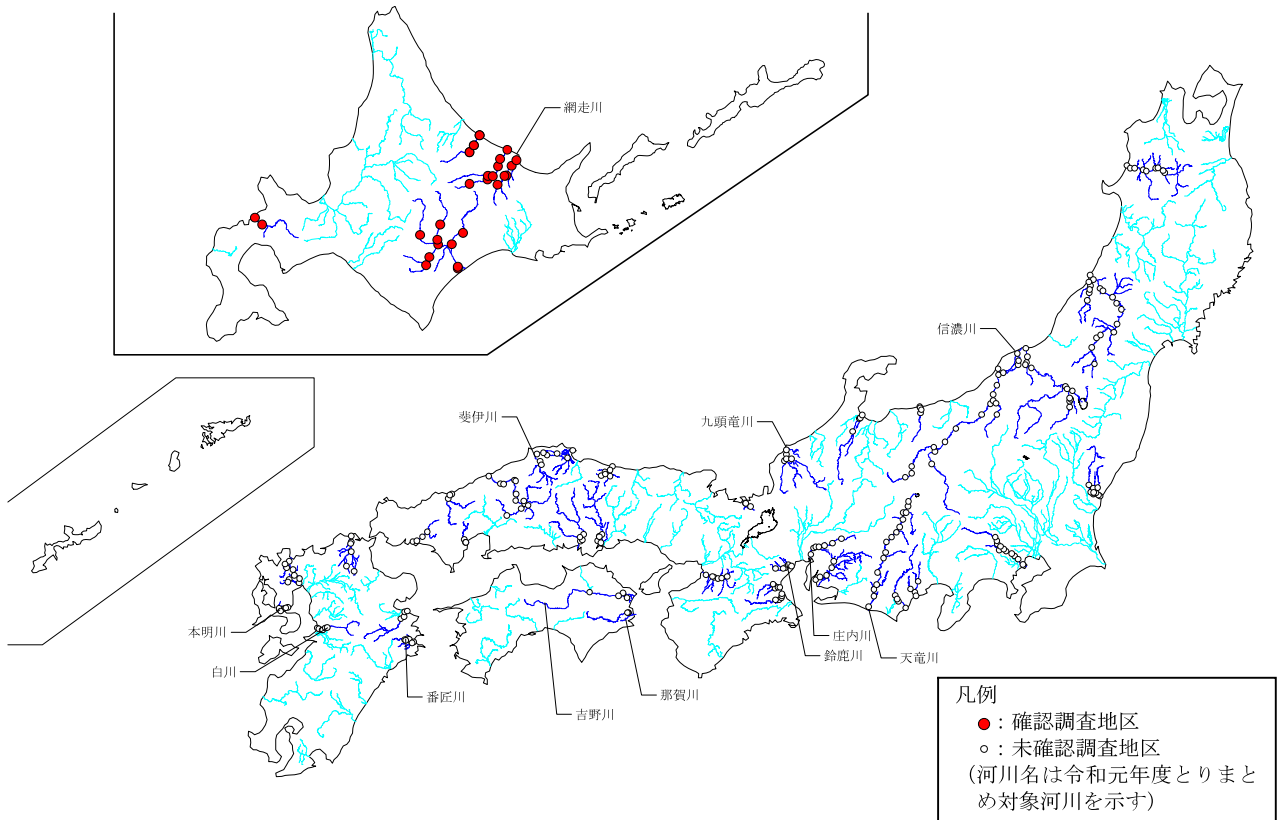 網走川
信濃川
斐伊川
九頭竜川
本明川
白川
番匠川
吉野川
那賀川
庄内川
鈴鹿川
天竜川
凡例
：確認調査地区
：未確認調査地区
(河川名は令和元年度とりまと
め対象河川を示す)